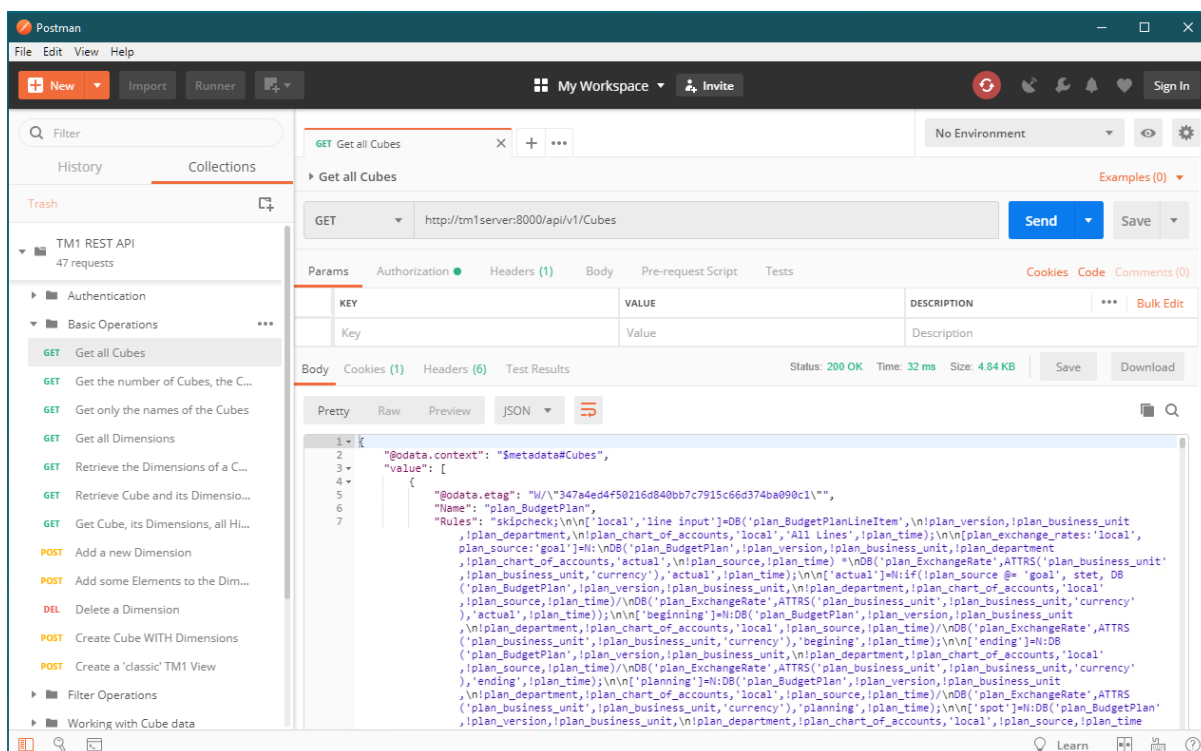 Postman
File Edit View Help
New Import Runner My Workspace Invite Sign In
Filter
History Collections
Trash
TM1 REST API
47 requests
Authentication
Basic Operations
GET Get all Cubes
GET Get the number of Cubes, the C...
GET Get only the names of the Cubes
GET Get all Dimensions
GET Retrieve the Dimensions of a C...
GET Retrieve Cube and its Dimensio...
GET Get Cube, its Dimensions, all Hi...
POST Add a new Dimension
POST Add some Elements to the Dim...
DEL Delete a Dimension
POST Create Cube WITH Dimensions
POST Create a 'classic' TM1 View
Filter Operations
Working with Cube data
GET Get all Cubes
No Environment
Get all Cubes
Examples (0)
GET http://tm1server:8000/api/v1/Cubes Send Save
Params Authorization Headers (1) Body Pre-request Script Tests Cookies Code Comments (0)
KEY VALUE DESCRIPTION Bulk Edit
Key Value Description
Body Cookies (1) Headers (6) Test Results Status: 200 OK Time: 32 ms Size: 4.84 KB Save Download
Pretty Raw Preview JSON
1 {
2 "@odata.context": "$metadata#Cubes",
3 "value": [
4 {
5 "@odata.etag": "W/\"347a4ed4f50216d840bb7c7915c66d374ba090c1\"",
6 "Name": "plan_BudgetPlan",
7 "Rules": "skipcheck;\n\n['local','line input']=DB('plan_BudgetPlanLineItem',\n!plan_version,!plan_business_unit
,!plan_department,\n!plan_chart_of_accounts,'local','All Lines',!plan_time);\n\n[plan_exchange_rates:'local',
plan_source:'goal']=N:\nDB('plan_BudgetPlan',!plan_version,!plan_business_unit,!plan_department
,!plan_chart_of_accounts,'actual',\n!plan_source,!plan_time) *\nDB('plan_ExchangeRate',ATTRS('plan_business_unit'
,!plan_business_unit,'currency'),'actual',!plan_time);\n\n['actual']=N:if(!plan_source @= 'goal', stet, DB
('plan_BudgetPlan',!plan_version,!plan_business_unit,\n!plan_department,!plan_chart_of_accounts,'local'
,!plan_source,!plan_time)/\nDB('plan_ExchangeRate',ATTRS('plan_business_unit',!plan_business_unit,'currency'
),'actual',!plan_time));\n\n['beginning']=N:DB('plan_BudgetPlan',!plan_version,!plan_business_unit
,\n!plan_department,!plan_chart_of_accounts,'local',!plan_source,!plan_time)/\nDB('plan_ExchangeRate',ATTRS
('plan_business_unit',!plan_business_unit,'currency'),'begining',!plan_time);\n\n['ending']=N:DB
('plan_BudgetPlan',!plan_version,!plan_business_unit,\n!plan_department,!plan_chart_of_accounts,'local'
,!plan_source,!plan_time)/\nDB('plan_ExchangeRate',ATTRS('plan_business_unit',!plan_business_unit,'currency'
),'ending',!plan_time);\n\n['planning']=N:DB('plan_BudgetPlan',!plan_version,!plan_business_unit
,\n!plan_department,!plan_chart_of_accounts,'local',!plan_source,!plan_time)/\nDB('plan_ExchangeRate',ATTRS
('plan_business_unit',!plan_business_unit,'currency'),'planning',!plan_time);\n\n['spot']=N:DB('plan_BudgetPlan'
,!plan_version,!plan_business_unit,\n!plan_department,!plan_chart_of_accounts,'local',!plan_source,!plan_time
Learn